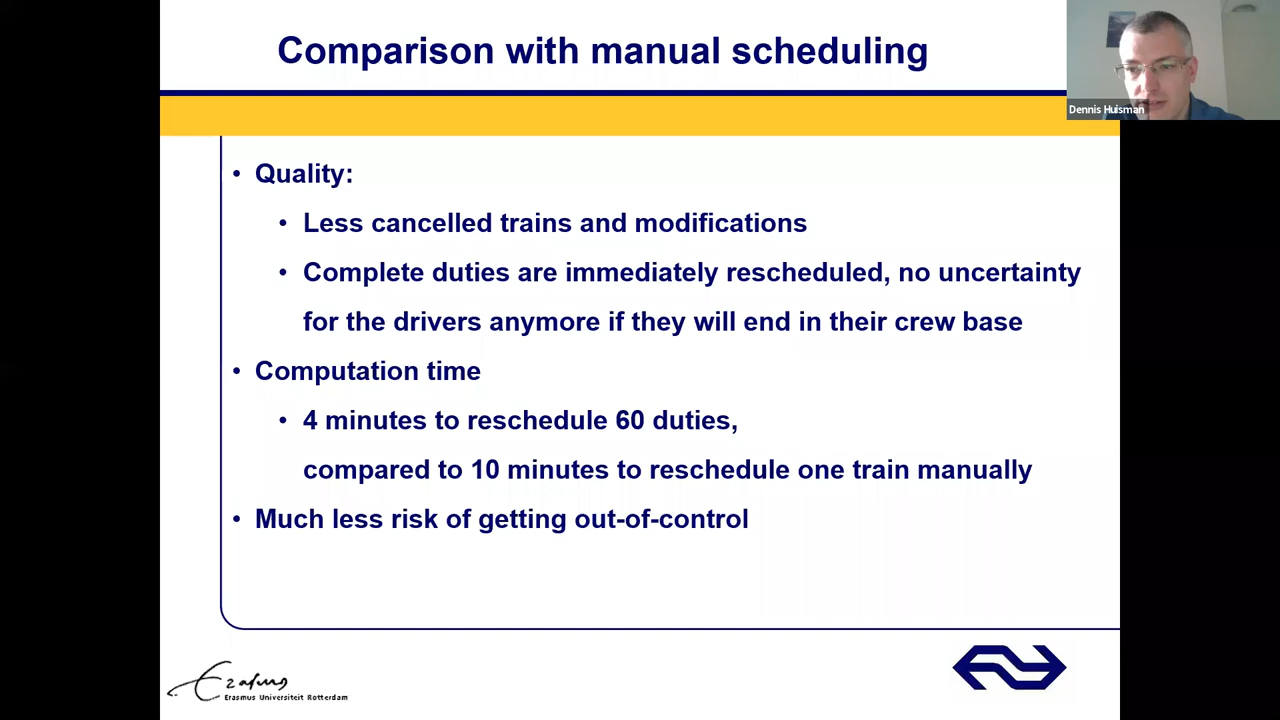 Comparison with manual scheduling
Dennis Huisman
• Quality:
• Less cancelled trains and modifications
• Complete duties are immediately rescheduled, no uncertainty
for the drivers anymore if they will end in their crew base
• Computation time
• 4 minutes to reschedule 60 duties,
compared to 10 minutes to reschedule one train manually
• Much less risk of getting out-of-control
Erasmus
Erasmus Universiteit Rotterdam